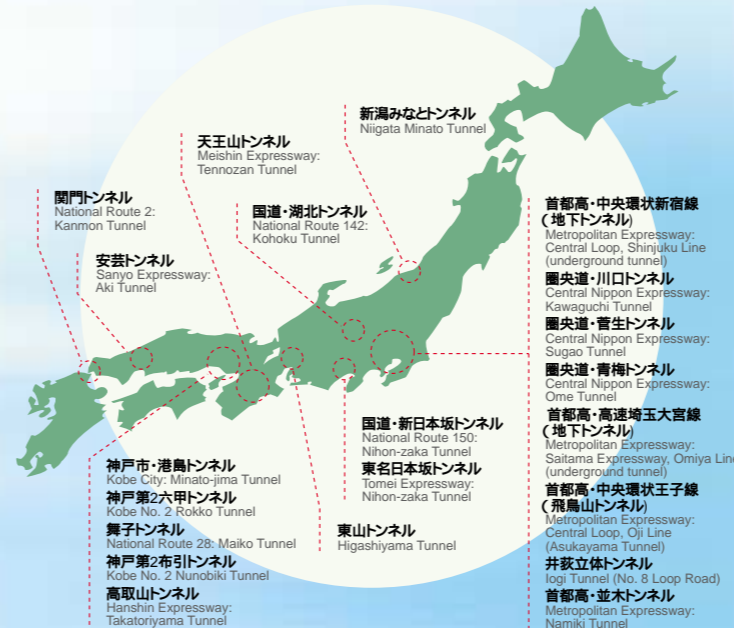 新潟みなとトンネル
Niigata Minato Tunnel
天王山トンネル
Meishin Expressway:
Tennozan Tunnel
関門トンネル
National Route 2:
Kanmon Tunnel
国道・湖北トンネル
National Route 142:
Kohoku Tunnel
安芸トンネル
Sanyo Expressway:
Aki Tunnel
首都高・中央環状新宿線
(地下トンネル)
Metropolitan Expressway:
Central Loop, Shinjuku Line
(underground tunnel)
圏央道・川口トンネル
Central Nippon Expressway:
Kawaguchi Tunnel
圏央道・菅生トンネル
Central Nippon Expressway:
Sugao Tunnel
圏央道・青梅トンネル
Central Nippon Expressway:
Ome Tunnel
首都高・高速埼玉大宮線
(地下トンネル)
Metropolitan Expressway:
Saitama Expressway, Omiya Line
(underground tunnel)
首都高・中央環状王子線
(飛鳥山トンネル)
Metropolitan Expressway:
Central Loop, Oji Line
(Asukayama Tunnel)
井荻立体トンネル
Iogi Tunnel (No. 8 Loop Road)
首都高・並木トンネル
Metropolitan Expressway:
Namiki Tunnel
国道・新日本坂トンネル
National Route 150:
Nihon-zaka Tunnel
東名日本坂トンネル
Tomei Expressway:
Nihon-zaka Tunnel
東山トンネル
Higashiyama Tunnel
神戸市・港島トンネル
Kobe City: Minato-jima Tunnel
神戸第2六甲トンネル
Kobe No. 2 Rokko Tunnel
舞子トンネル
National Route 28: Maiko Tunnel
神戸第2布引トンネル
Kobe No. 2 Nunobiki Tunnel
高取山トンネル
Hanshin Expressway:
Takatoriyama Tunnel